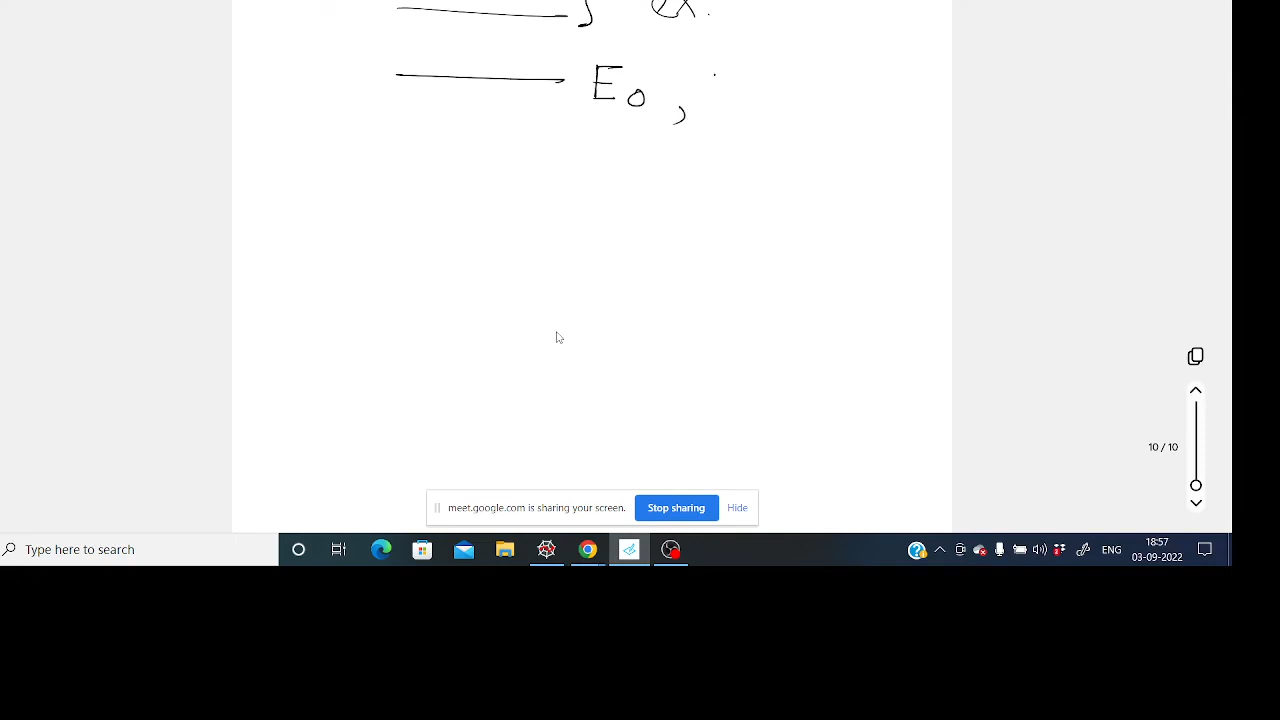 ex.
E0 ,
10 / 10
meet.google.com is sharing your screen. Stop sharing Hide
Type here to search
ENG
18:57
03-09-2022